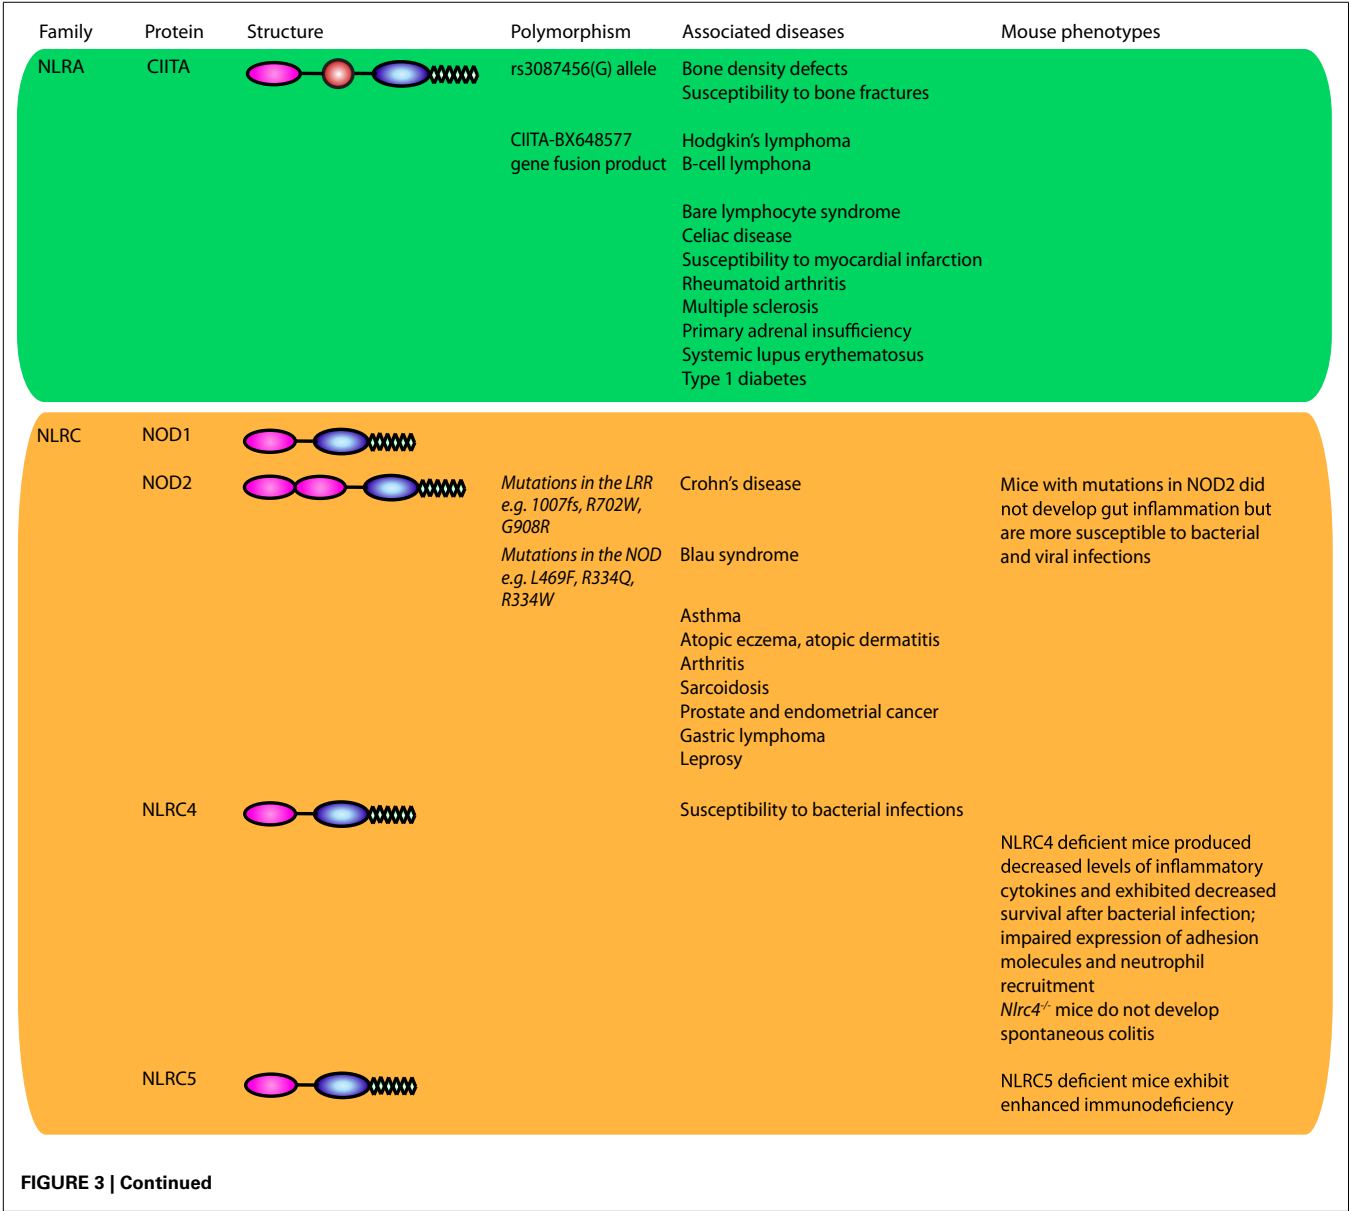 Family Protein Structure Polymorphism Associated diseases Mouse phenotypes
NLRA CIITA rs3087456(G) allele Bone density defects
Susceptibility to bone fractures
CIITA-BX648577 Hodgkin's lymphoma
gene fusion product B-cell lymphona
Bare lymphocyte syndrome
Celiac disease
Susceptibility to myocardial infarction
Rheumatoid arthritis
Multiple sclerosis
Primary adrenal insufficiency
Systemic lupus erythematosus
Type 1 diabetes
NLRC NOD1
NOD2 Mutations in the LRR Crohn's disease Mice with mutations in NOD2 did
e.g. 1007fs, R702W, not develop gut inflammation but
G908R are more susceptible to bacterial
Mutations in the NOD Blau syndrome and viral infections
e.g. L469F, R334Q,
R334W
Asthma
Atopic eczema, atopic dermatitis
Arthritis
Sarcoidosis
Prostate and endometrial cancer
Gastric lymphoma
Leprosy
NLRC4 Susceptibility to bacterial infections
NLRC4 deficient mice produced
decreased levels of inflammatory
cytokines and exhibited decreased
survival after bacterial infection;
impaired expression of adhesion
molecules and neutrophil
recruitment
Nlrc4-/- mice do not develop
spontaneous colitis
NLRC5 NLRC5 deficient mice exhibit
enhanced immunodeficiency
FIGURE 3 | Continued